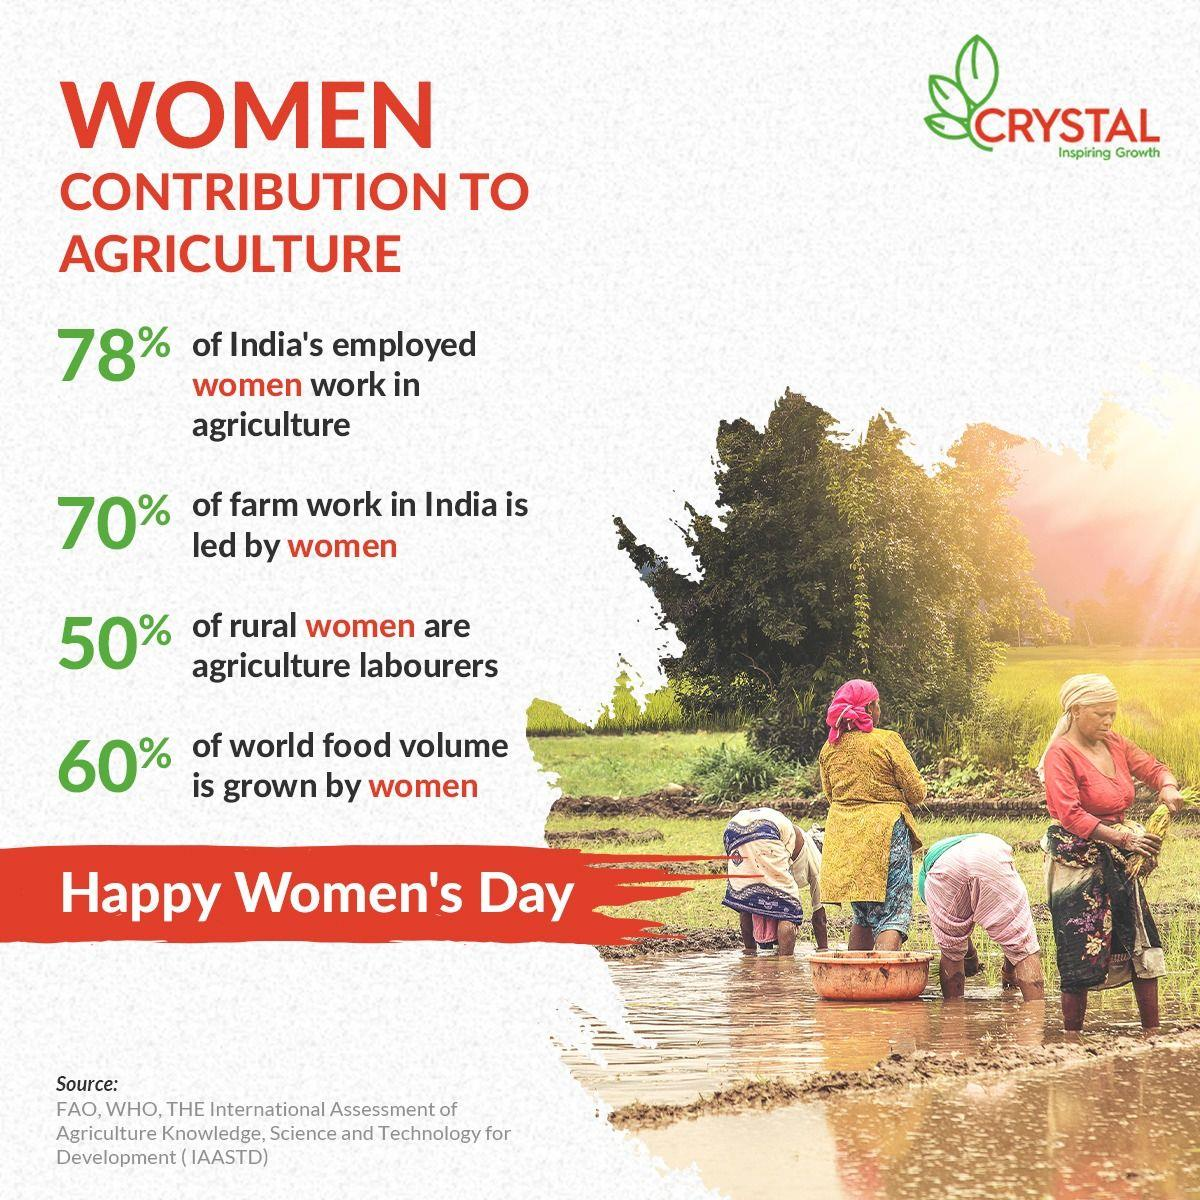 WOMEN
CONTRIBUTION TO
AGRICULTURE
CRYSTAL
Inspiring Growth
78% of India's employed
women work in
agriculture
70% of farm work in India is
led by women
50% of rural women are
agriculture labourers
60% of world food volume
is grown by women
Happy Women's Day
Source:
FAO, WHO, THE International Assessment of
Agriculture Knowledge, Science and Technology for
Development ( IAASTD)